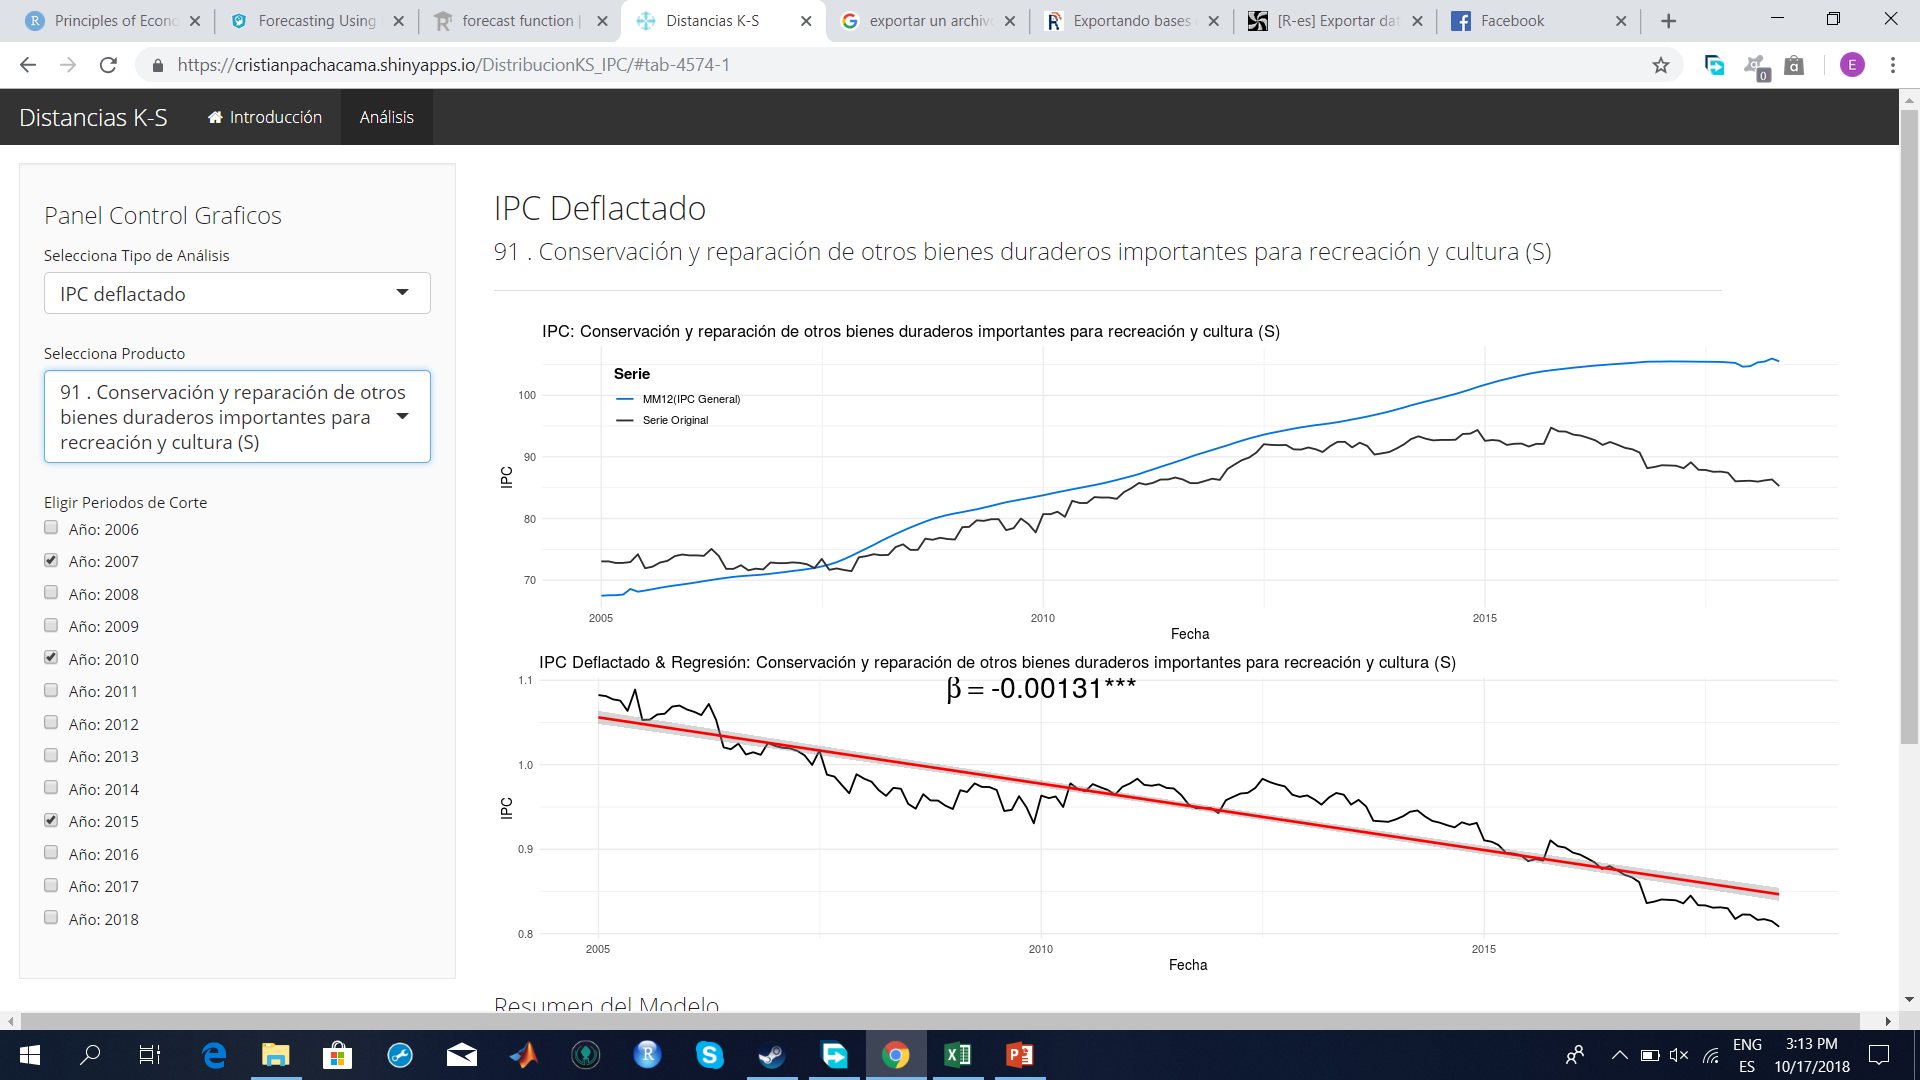 Principles of Econo
Forecasting Using
forecast function |
Distancias K-S
exportar un archivo
Exportando bases
[R-es] Exportar dat
Facebook
https://cristianpachacama.shinyapps.io/DistribucionKS_IPC/#tab-4574-1
0
E
Distancias K-S
Introducción
Análisis
Panel Control Graficos
Selecciona Tipo de Análisis
IPC deflactado
Selecciona Producto
91 . Conservación y reparación de otros
bienes duraderos importantes para
recreación y cultura (S)
Eligir Periodos de Corte
Año: 2006
Año: 2007
Año: 2008
Año: 2009
Año: 2010
Año: 2011
Año: 2012
Año: 2013
Año: 2014
Año: 2015
Año: 2016
Año: 2017
Año: 2018
IPC Deflactado
91 . Conservación y reparación de otros bienes duraderos importantes para recreación y cultura (S)
IPC: Conservación y reparación de otros bienes duraderos importantes para recreación y cultura (S)
Serie
MM12(IPC General)
Serie Original
100
90
80
70
IPC
2005
2010
2015
Fecha
IPC Deflactado & Regresión: Conservación y reparación de otros bienes duraderos importantes para recreación y cultura (S)
β = -0.00131***
1.1
1.0
0.9
0.8
IPC
2005
2010
2015
Fecha
Resumen del Modelo
ENG
ES
3:13 PM
10/17/2018